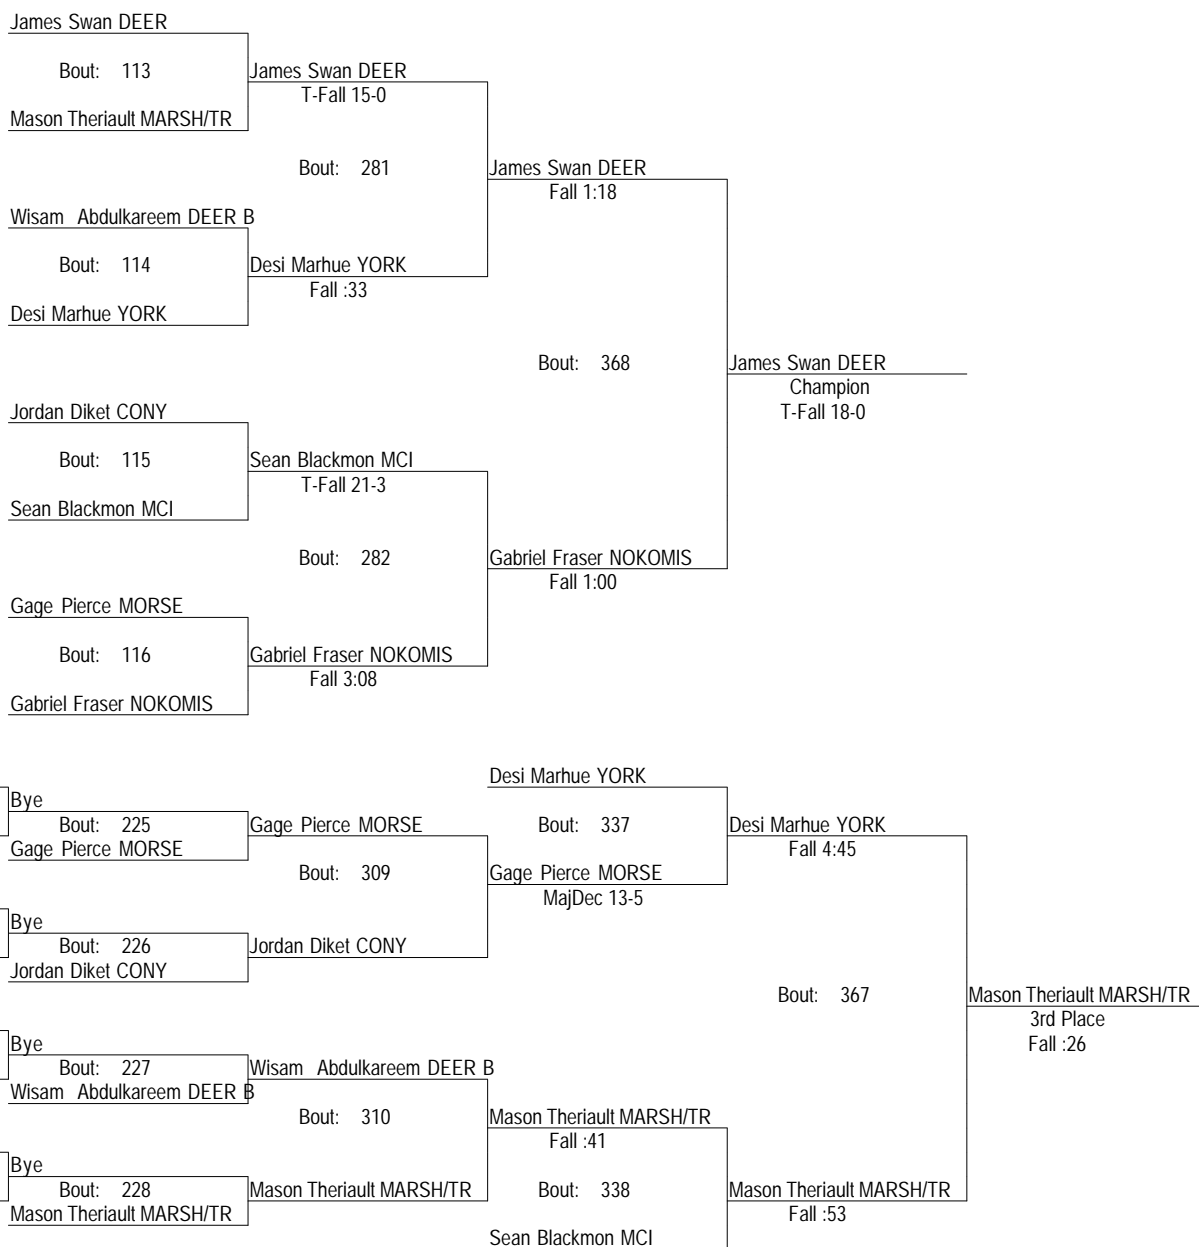 James Swan DEER
Bout: 113
James Swan DEER
T-Fall 15-0
Mason Theriault MARSH/TR
Bout: 281
James Swan DEER
Fall 1:18
Wisam Abdulkareem DEER B
Bout: 114
Desi Marhue YORK
Fall :33
Desi Marhue YORK
Bout: 368
James Swan DEER
Champion
T-Fall 18-0
Jordan Diket CONY
Bout: 115
Sean Blackmon MCI
T-Fall 21-3
Sean Blackmon MCI
Bout: 282
Gabriel Fraser NOKOMIS
Fall 1:00
Gage Pierce MORSE
Bout: 116
Gabriel Fraser NOKOMIS
Fall 3:08
Gabriel Fraser NOKOMIS
Desi Marhue YORK
Bye
Bout: 225
Gage Pierce MORSE
Bout: 337
Desi Marhue YORK
Fall 4:45
Gage Pierce MORSE
Bout: 309
Gage Pierce MORSE
MajDec 13-5
Bye
Bout: 226
Jordan Diket CONY
Jordan Diket CONY
Bout: 367
Mason Theriault MARSH/TR
3rd Place
Fall :26
Bye
Bout: 227
Wisam Abdulkareem DEER B
Wisam Abdulkareem DEER B
Bout: 310
Mason Theriault MARSH/TR
Fall :41
Bye
Bout: 228
Mason Theriault MARSH/TR
Bout: 338
Mason Theriault MARSH/TR
Fall :53
Mason Theriault MARSH/TR
Sean Blackmon MCI